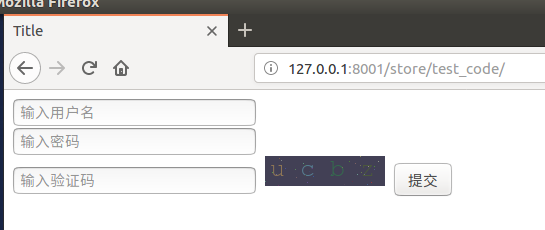 Mozilla Firefox
Title
127.0.0.1:8001/store/test_code/
输入用户名
输入密码
输入验证码 u c b z 提交